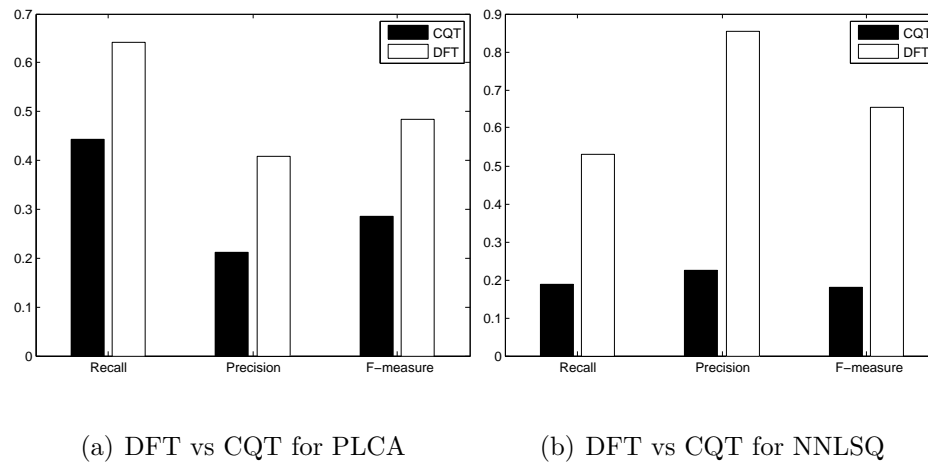 0.7
0.6
0.5
0.4
0.3
0.2
0.1
0
Recall
Precision
F−measure
CQT
DFT
0.9
0.8
0.7
0.6
0.5
0.4
0.3
0.2
0.1
0
Recall
Precision
F−measure
CQT
DFT
(a) DFT vs CQT for PLCA
(b) DFT vs CQT for NNLSQ